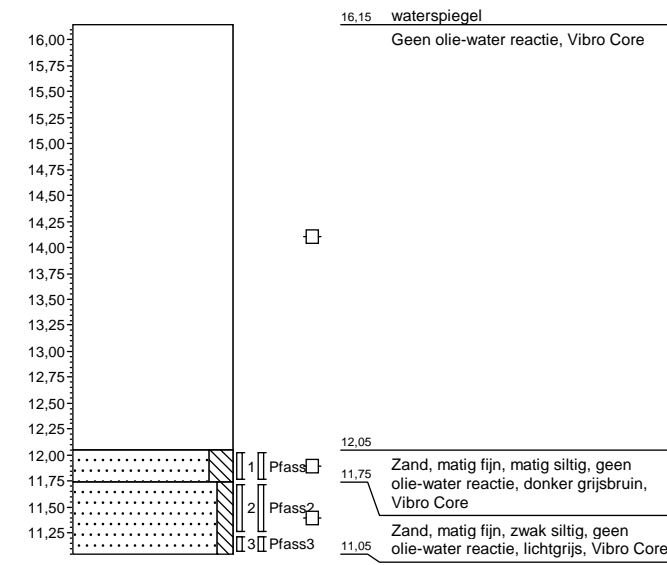 16,15 waterspiegel
Geen olie-water reactie, Vibro Core
16,00
15,75
15,50
15,25
15,00
14,75
14,50
14,25
14,00
13,75
13,50
13,25
13,00
12,75
12,50
12,25
12,05
12,00
1 Pfass
11,75
Zand, matig fijn, matig siltig, geen
olie-water reactie, donker grijsbruin,
Vibro Core
11,75
11,50
2 Pfass2
11,25
3 Pfass3
11,05
Zand, matig fijn, zwak siltig, geen
olie-water reactie, lichtgrijs, Vibro Core